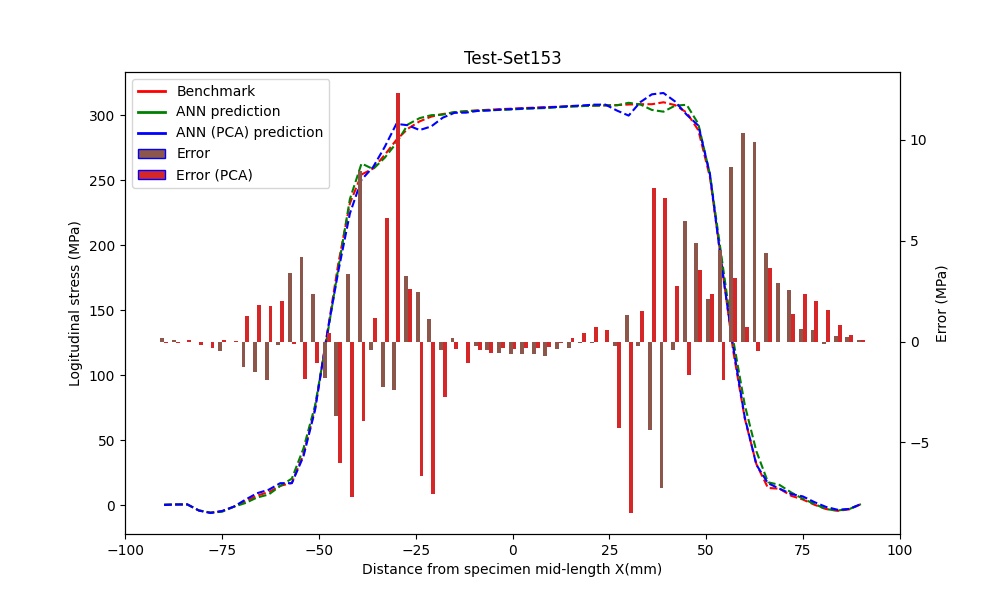 Test-Set153
Benchmark
ANN prediction
ANN (PCA) prediction
Error
Error (PCA)
300
250
200
150
100
50
0
Logitudinal stress (MPa)
10
5
0
−5
Error (MPa)
−100 −75 −50 −25 0 25 50 75 100
Distance from specimen mid-length X(mm)